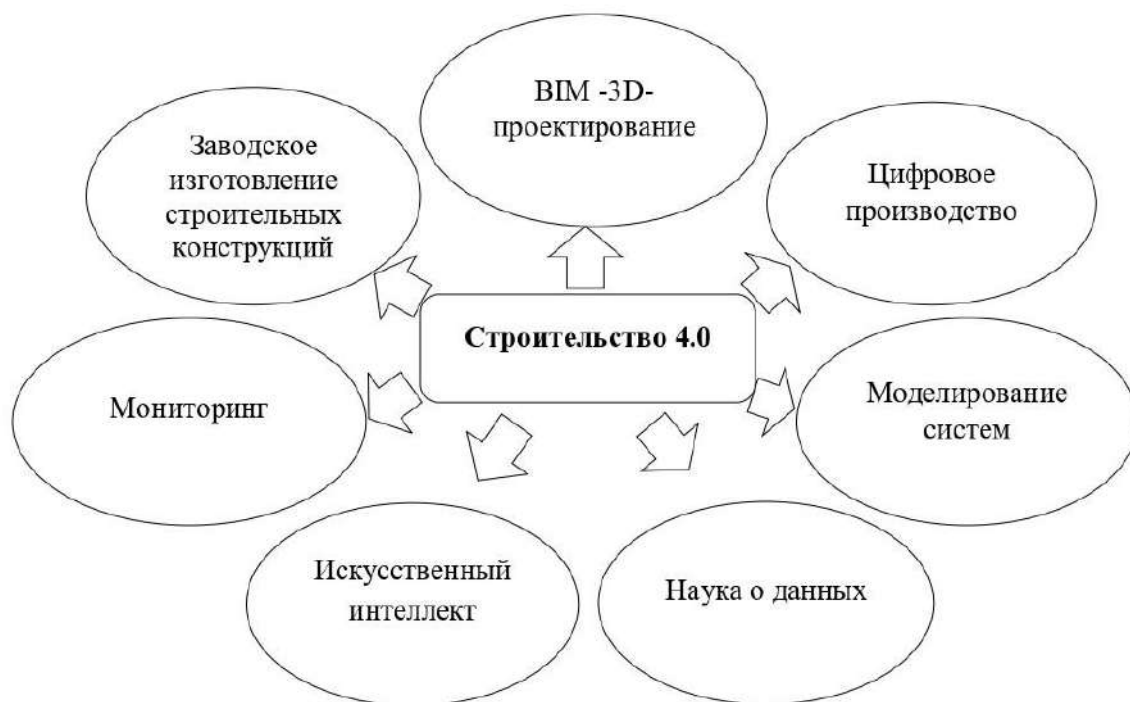 BIM -3D-
проектирование
Заводское
изготовление
строительных
конструкций
Цифровое
производство
Строительство 4.0
Мониторинг
Моделирование
систем
Искусственный
интеллект
Наука о данных